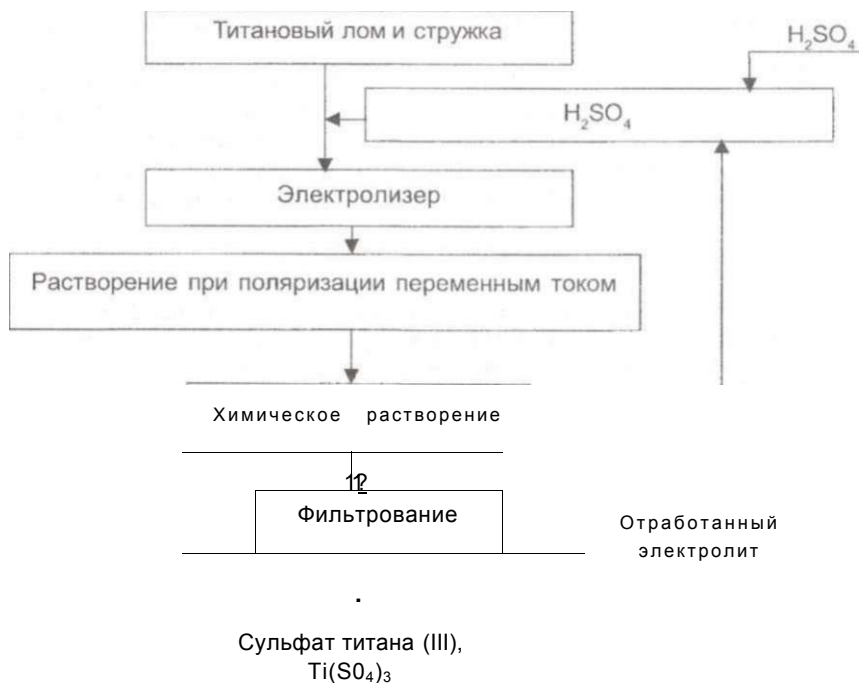 Титановый лом и стружка
H₂SO₄
H₂SO₄
Электролизер
Растворение при поляризации переменным током
Химическое растворение
Фильтрование
Отработанный
электролит
Сульфат титана (III),
Ti(S0₄)₃